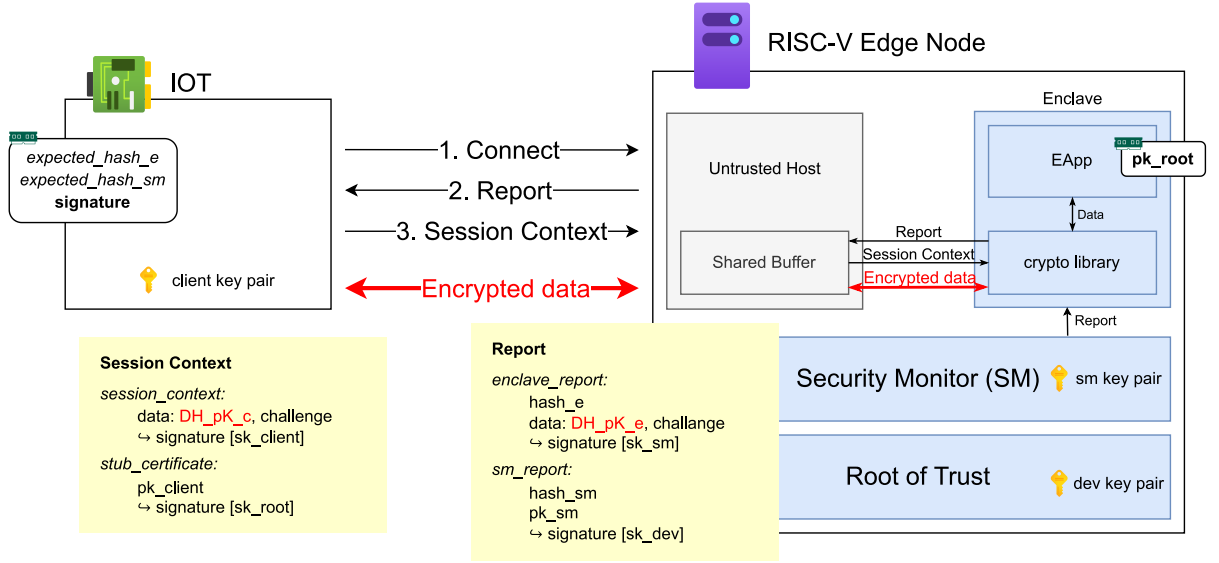 IOT
expected_hash_e
expected_hash_sm
signature
client key pair
1. Connect
2. Report
3. Session Context
Encrypted data
RISC-V Edge Node
Untrusted Host
Shared Buffer
Report
Session Context
Encrypted data
Enclave
EApp
pk_root
Data
crypto library
Report
Security Monitor (SM)
sm key pair
Root of Trust
dev key pair
Session Context
session_context:
data: DH_pK_c, challenge
↪ signature [sk_client]
stub_certificate:
pk_client
↪ signature [sk_root]
Report
enclave_report:
hash_e
data: DH_pK_e, challange
↪ signature [sk_sm]
sm_report:
hash_sm
pk_sm
↪ signature [sk_dev]